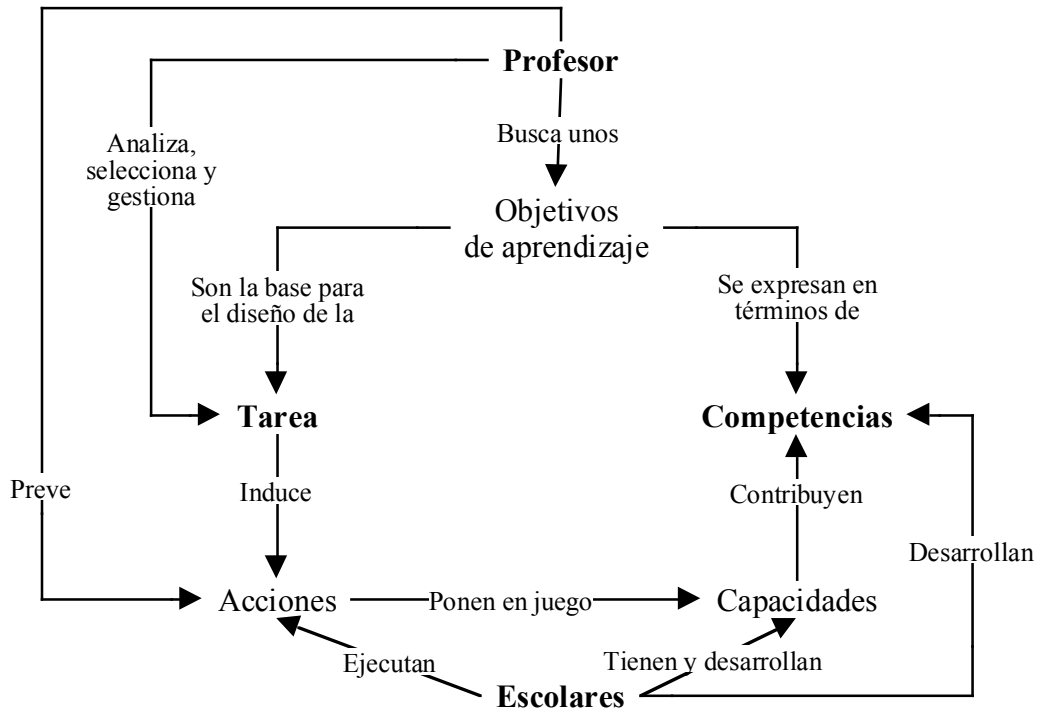 Profesor
Busca unos
Analiza,
selecciona y
gestiona
Objetivos
de aprendizaje
Son la base para
el diseño de la
Se expresan en
términos de
Tarea
Competencias
Preve
Induce
Contribuyen
Desarrollan
Acciones
Ponen en juego
Capacidades
Ejecutan
Tienen y desarrollan
Escolares